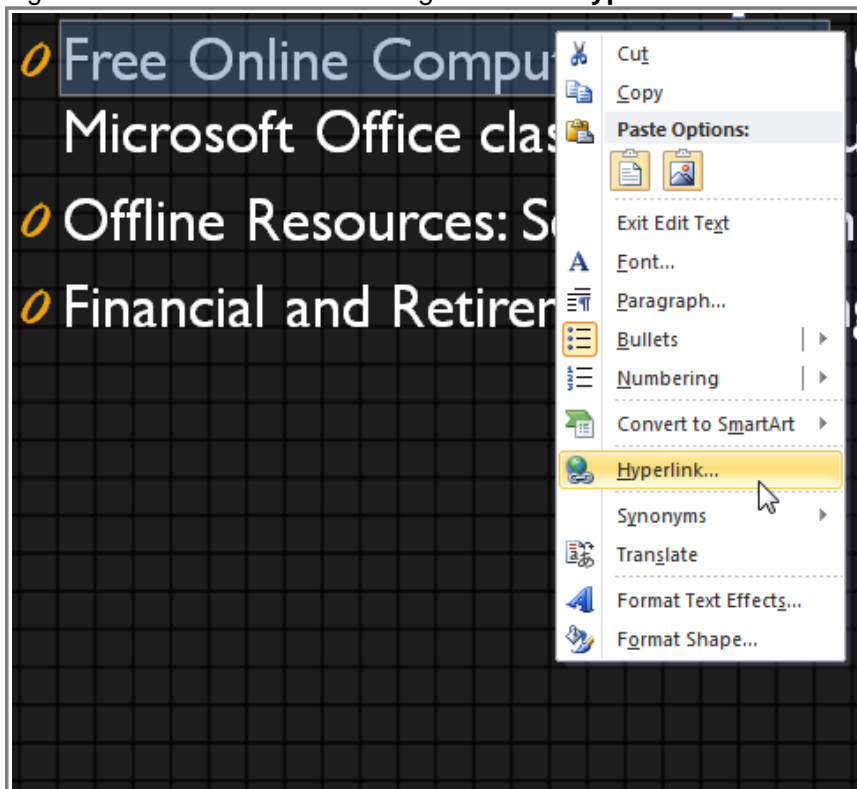 Free Online Compu
Microsoft Office clas
Offline Resources: S
Financial and Retirer
Cut
Copy
Paste Options:
Exit Edit Text
Font...
Paragraph...
Bullets
Numbering
Convert to SmartArt
Hyperlink...
Synonyms
Translate
Format Text Effects...
Format Shape...